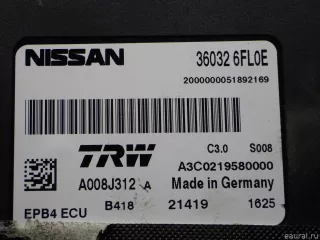 NISSAN
36032 6FL0E
2000000051892169
C3.0 S008
TRW
A3C0219580000
A008J312 A
Made in Germany
EPB4 ECU
B418
21419
1625
euauto.ru